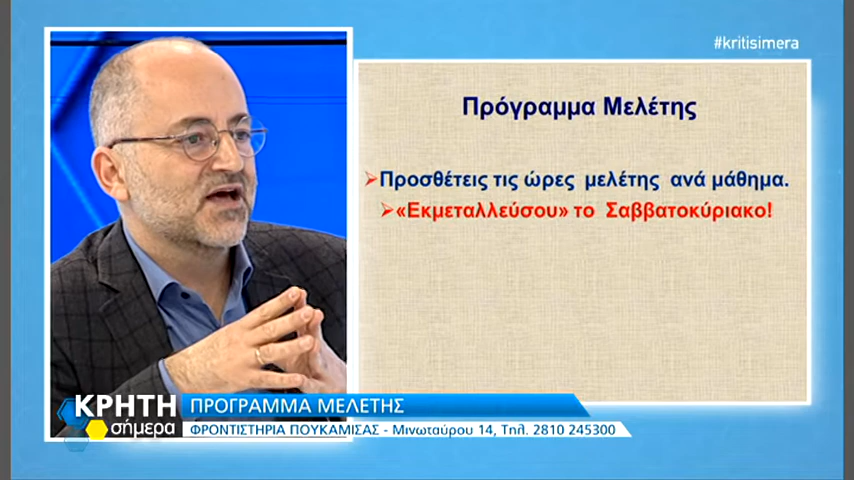 #kritisimera
Πρόγραμμα Μελέτης
Προσθέτεις τις ώρες μελέτης ανά μάθημα.
«Εκμεταλλεύσου» το Σαββατοκύριακο!
ΚΡΗΤΗ
σήμερα
ΠΡΟΓΡΑΜΜΑ ΜΕΛΕΤΗΣ
ΦΡΟΝΤΙΣΤΗΡΙΑ ΠΟΥΚΑΜΙΣΑΣ - Μινωταύρου 14, Τηλ. 2810 245300